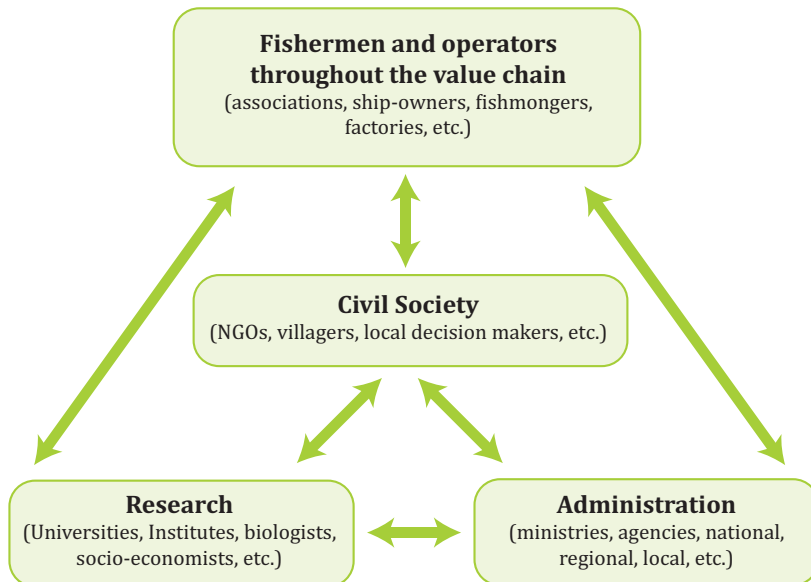 Fishermen and operators
throughout the value chain
(associations, ship-owners, fishmongers,
factories, etc.)
Civil Society
(NGOs, villagers, local decision makers, etc.)
Research
(Universities, Institutes, biologists,
socio-economists, etc.)
Administration
(ministries, agencies, national,
regional, local, etc.)